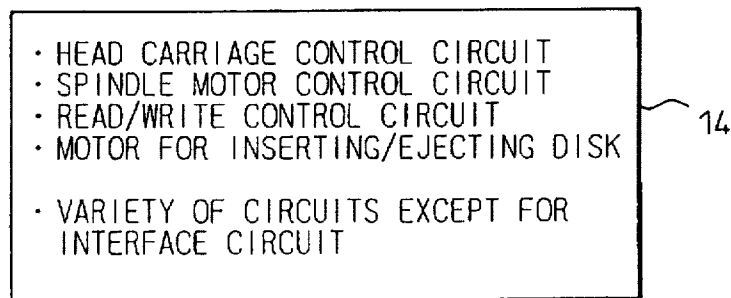 · HEAD CARRIAGE CONTROL CIRCUIT
· SPINDLE MOTOR CONTROL CIRCUIT
· READ/WRITE CONTROL CIRCUIT
· MOTOR FOR INSERTING/EJECTING DISK
· VARIETY OF CIRCUITS EXCEPT FOR
INTERFACE CIRCUIT
14